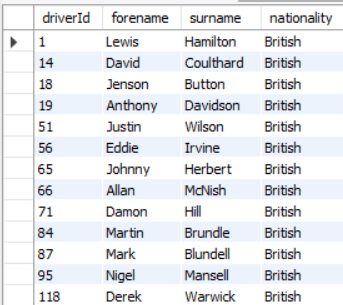 driverId forename surname nationality
1 Lewis Hamilton British
14 David Coulthard British
18 Jenson Button British
19 Anthony Davidson British
51 Justin Wilson British
56 Eddie Irvine British
65 Johnny Herbert British
66 Allan McNish British
71 Damon Hill British
84 Martin Brundle British
87 Mark Blundell British
95 Nigel Mansell British
118 Derek Warwick British